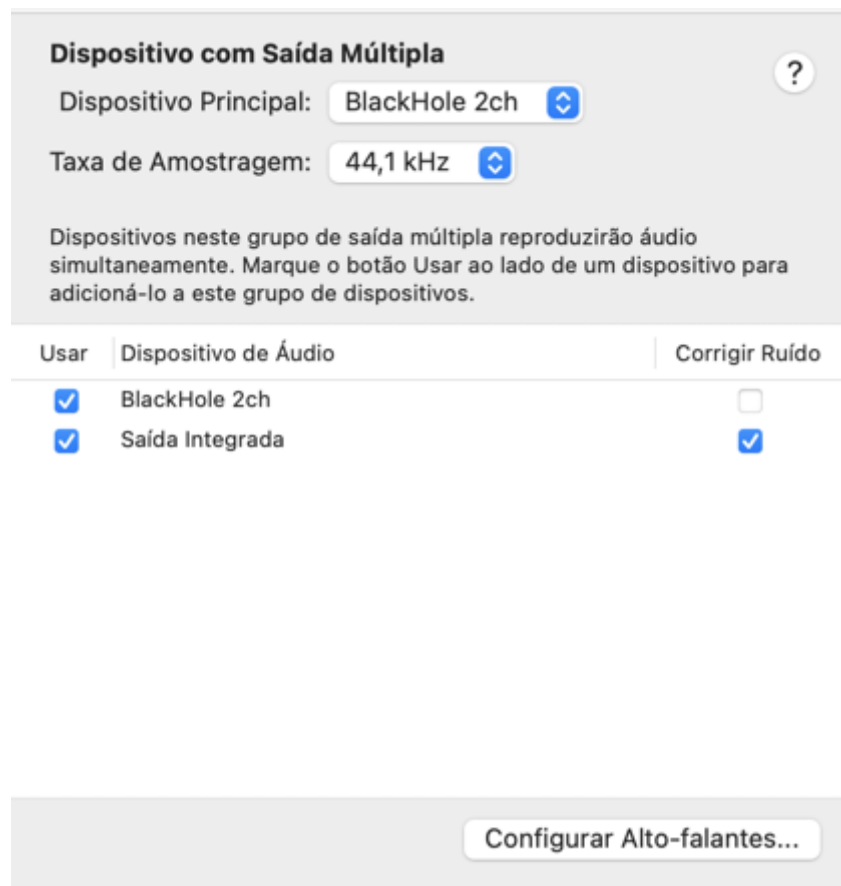 Dispositivo com Saída Múltipla
?
Dispositivo Principal: BlackHole 2ch
Taxa de Amostragem: 44,1 kHz
Dispositivos neste grupo de saída múltipla reproduzirão áudio
simultaneamente. Marque o botão Usar ao lado de um dispositivo para
adicioná-lo a este grupo de dispositivos.
Usar Dispositivo de Áudio Corrigir Ruído
BlackHole 2ch
Saída Integrada
Configurar Alto-falantes...